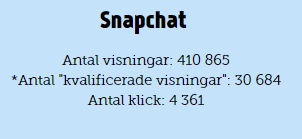 Snapchat
Antal visningar: 410 865
*Antal "kvalificerade visningar": 30 684
Antal klick: 4 361